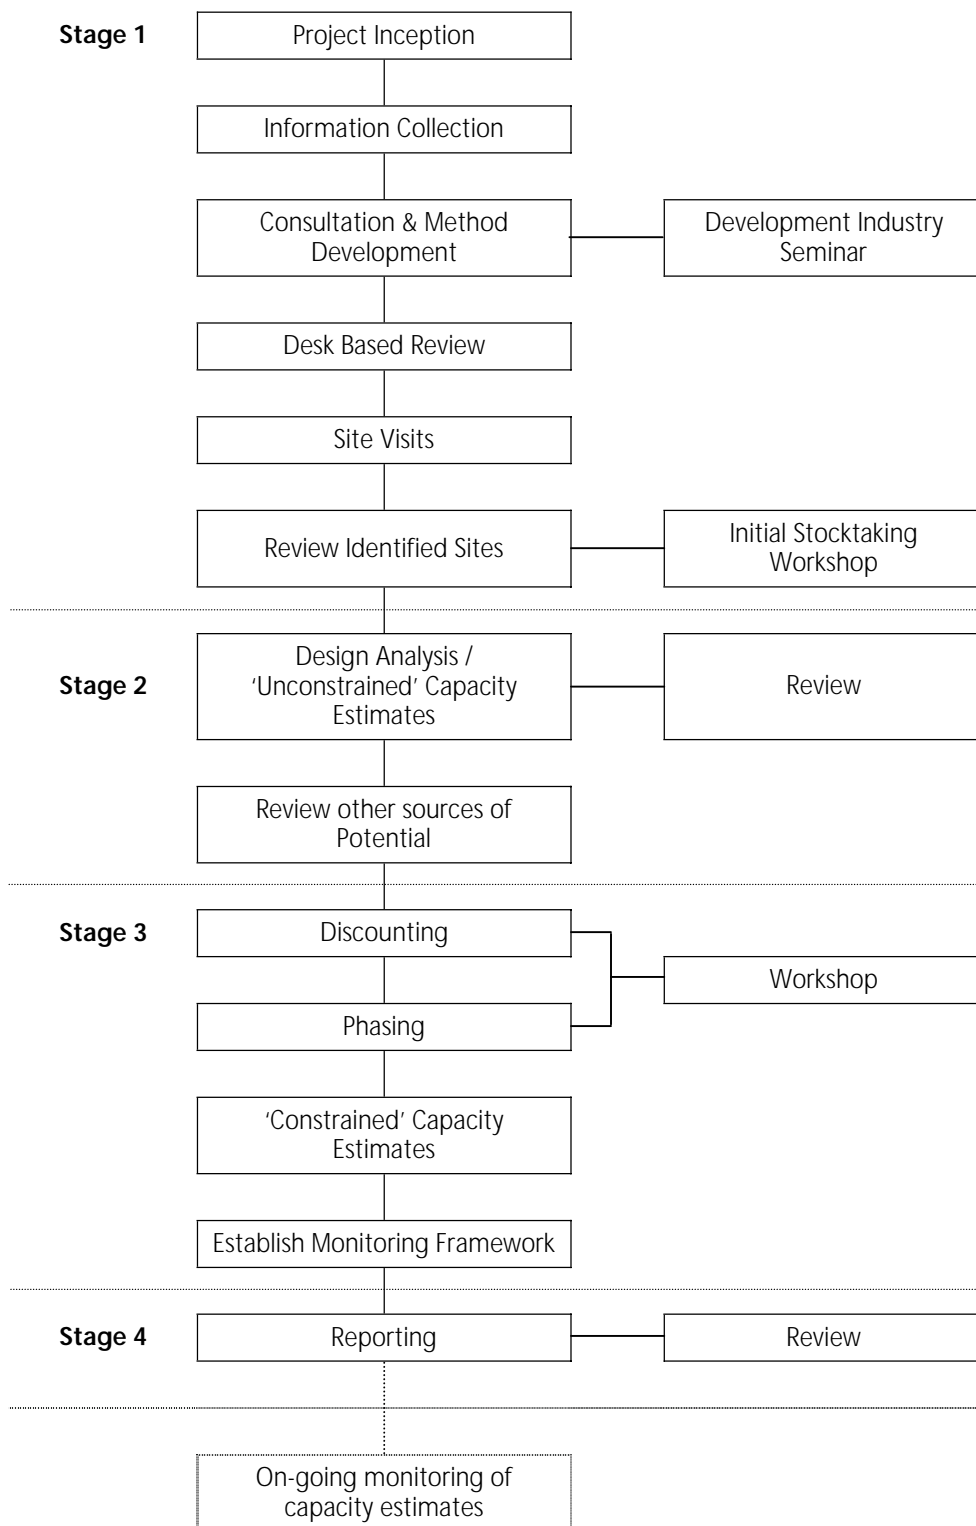 Stage 1
Project Inception
Information Collection
Consultation & Method
Development
Development Industry
Seminar
Desk Based Review
Site Visits
Review Identified Sites
Initial Stocktaking
Workshop
Stage 2
Design Analysis /
‘Unconstrained’ Capacity
Estimates
Review
Review other sources of
Potential
Stage 3
Discounting
Workshop
Phasing
‘Constrained’ Capacity
Estimates
Establish Monitoring Framework
Stage 4
Reporting
Review
On-going monitoring of
capacity estimates